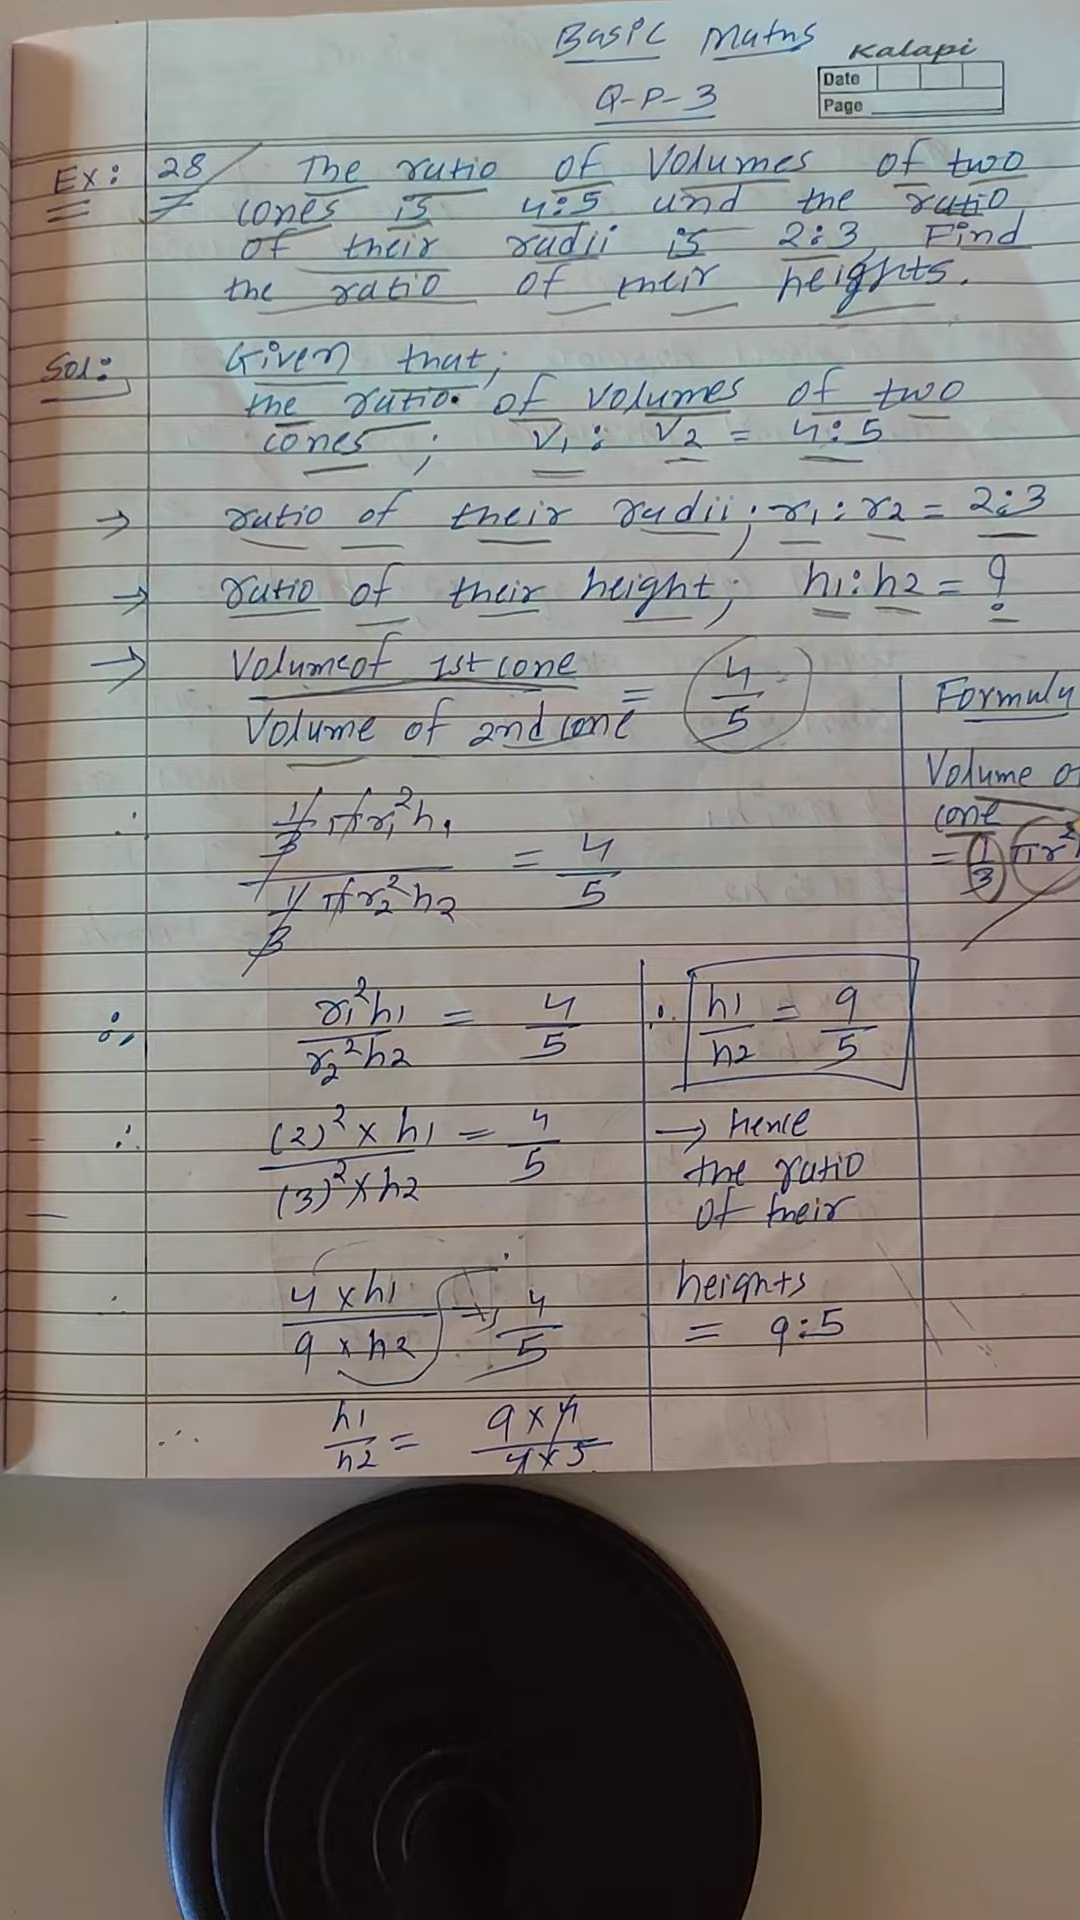 Basic Maths
Kalapi
Date
Page
Q-P-3
Ex: 28 The ratio of Volumes of two
cones is 4:5 and the ratio
of their radii is 2:3, Find
the ratio of their heights.
Sol: Given that;
the ratio of volumes of two
cones ; V1 : V2 = 4:5
→ ratio of their radii; r1 : r2 = 2:3
→ ratio of their height; h1:h2 = ?
→ Volume of 1st cone / Volume of 2nd cone = 4/5
∴ 1/3 πr1²h1 / 1/3 πr2²h2 = 4/5
∴ r1²h1 / r2²h2 = 4/5
∴ (2)² × h1 / (3)² × h2 = 4/5
∴ 4 × h1 / 9 × h2 = 4/5
∴ h1/h2 = 9 × 4 / 4 × 5
∴ h1/h2 = 9/5
→ hence
the ratio
of their
heights
= 9:5
Formula
Volume of
cone
= 1/3 πr²